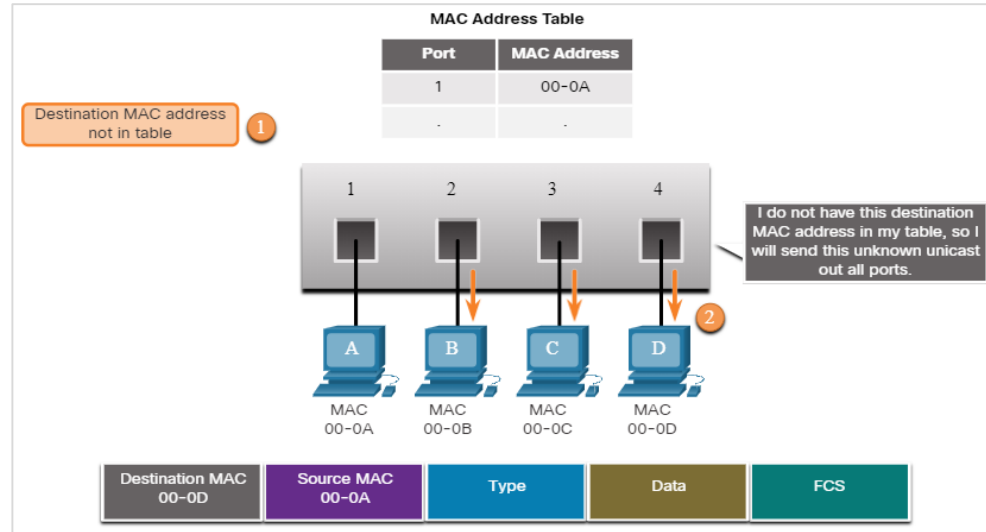 MAC Address Table
Port MAC Address
1 00-0A
. .
Destination MAC address
not in table
1
1 2 3 4
I do not have this destination
MAC address in my table, so I
will send this unknown unicast
out all ports.
2
A B C D
MAC MAC MAC MAC
00-0A 00-0B 00-0C 00-0D
Destination MAC
00-0D
Source MAC
00-0A
Type
Data
FCS